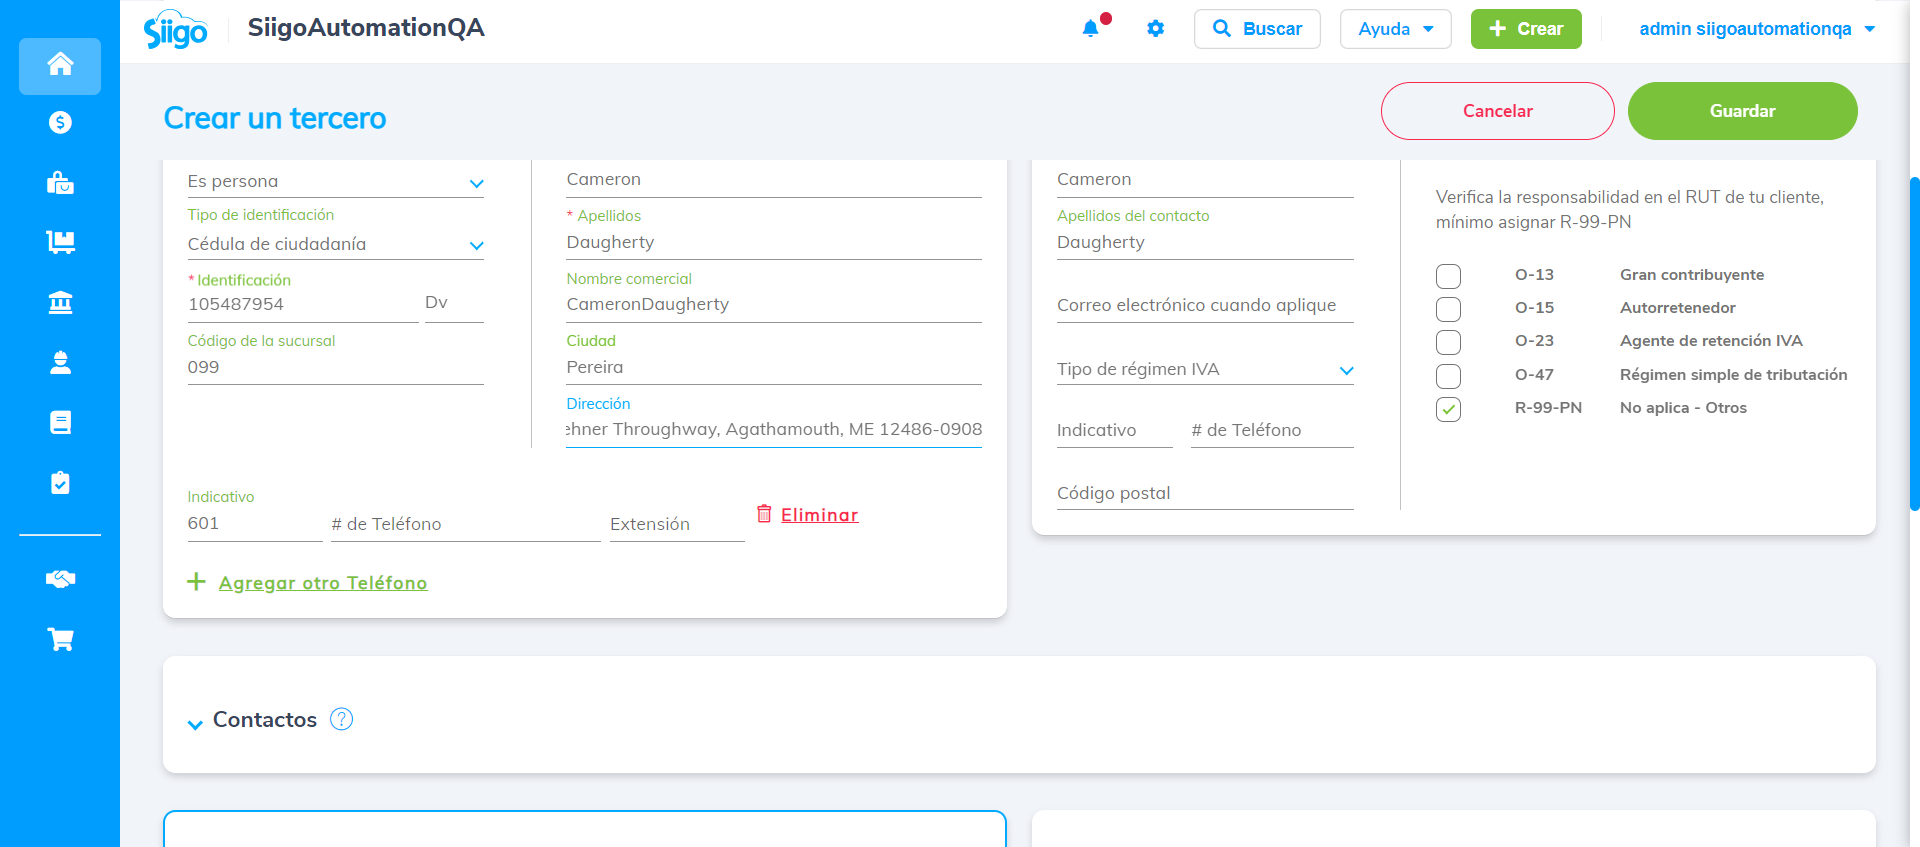 Siigo
SiigoAutomationQA
Buscar
Ayuda
Crear
admin siigoautomationqa
Crear un tercero
Cancelar
Guardar
Es persona
Tipo de identificación
Cédula de ciudadanía
* Identificación
105487954
Dv
Código de la sucursal
099
Cameron
* Apellidos
Daugherty
Nombre comercial
CameronDaugherty
Ciudad
Pereira
Dirección
ehner Throughway, Agathamouth, ME 12486-0908
Indicativo
601
# de Teléfono
Extensión
Eliminar
Agregar otro Teléfono
Cameron
Apellidos del contacto
Daugherty
Correo electrónico cuando aplique
Tipo de régimen IVA
Indicativo
# de Teléfono
Código postal
Verifica la responsabilidad en el RUT de tu cliente,
mínimo asignar R-99-PN
O-13 Gran contribuyente
O-15 Autorretenedor
O-23 Agente de retención IVA
O-47 Régimen simple de tributación
R-99-PN No aplica - Otros
Contactos ?